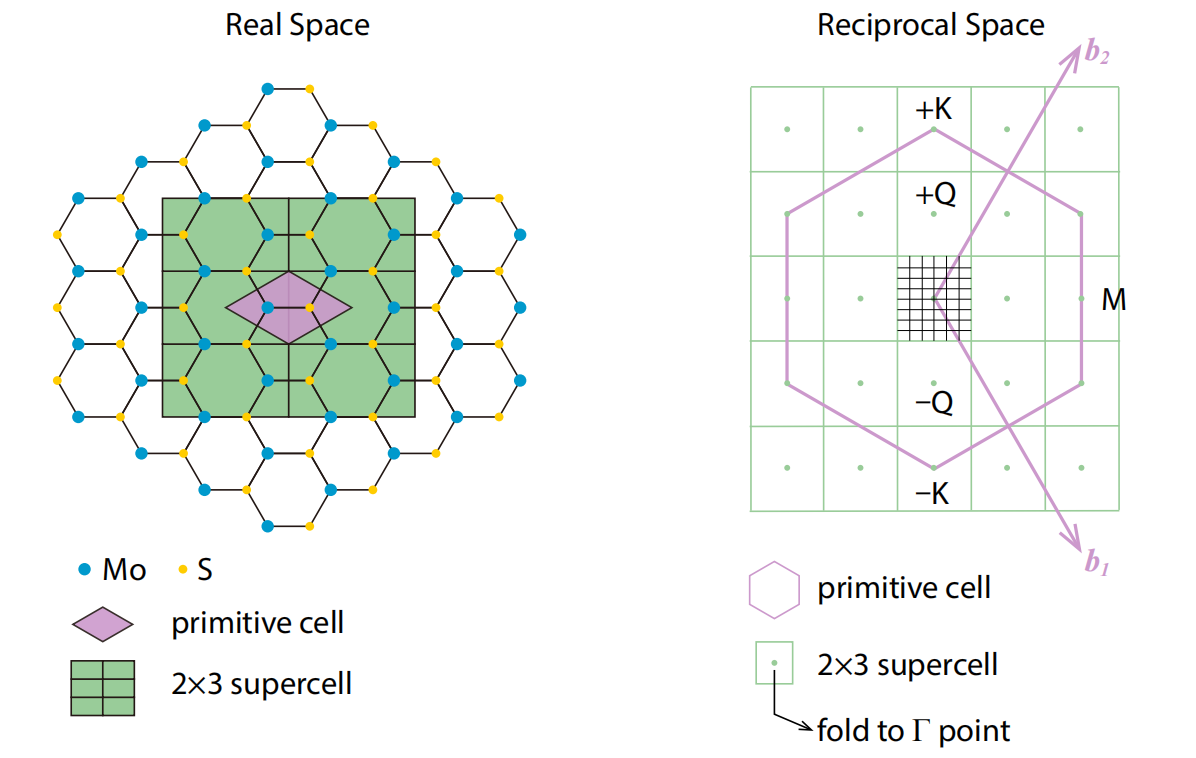 Real Space
Mo
S
primitive cell
2×3 supercell
Reciprocal Space
b2
+K
+Q
M
−Q
−K
b1
primitive cell
2×3 supercell
fold to Γ point